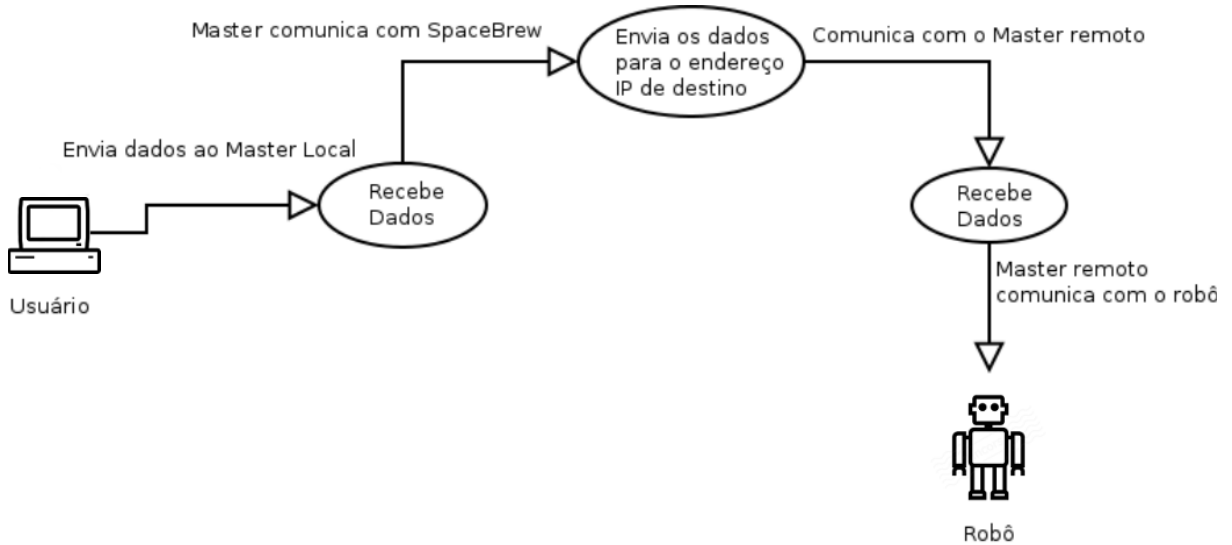 Master comunica com SpaceBrew
Envia os dados
para o endereço
IP de destino
Comunica com o Master remoto
Envia dados ao Master Local
Recebe
Dados
Recebe
Dados
Usuário
Master remoto
comunica com o robô
Robô